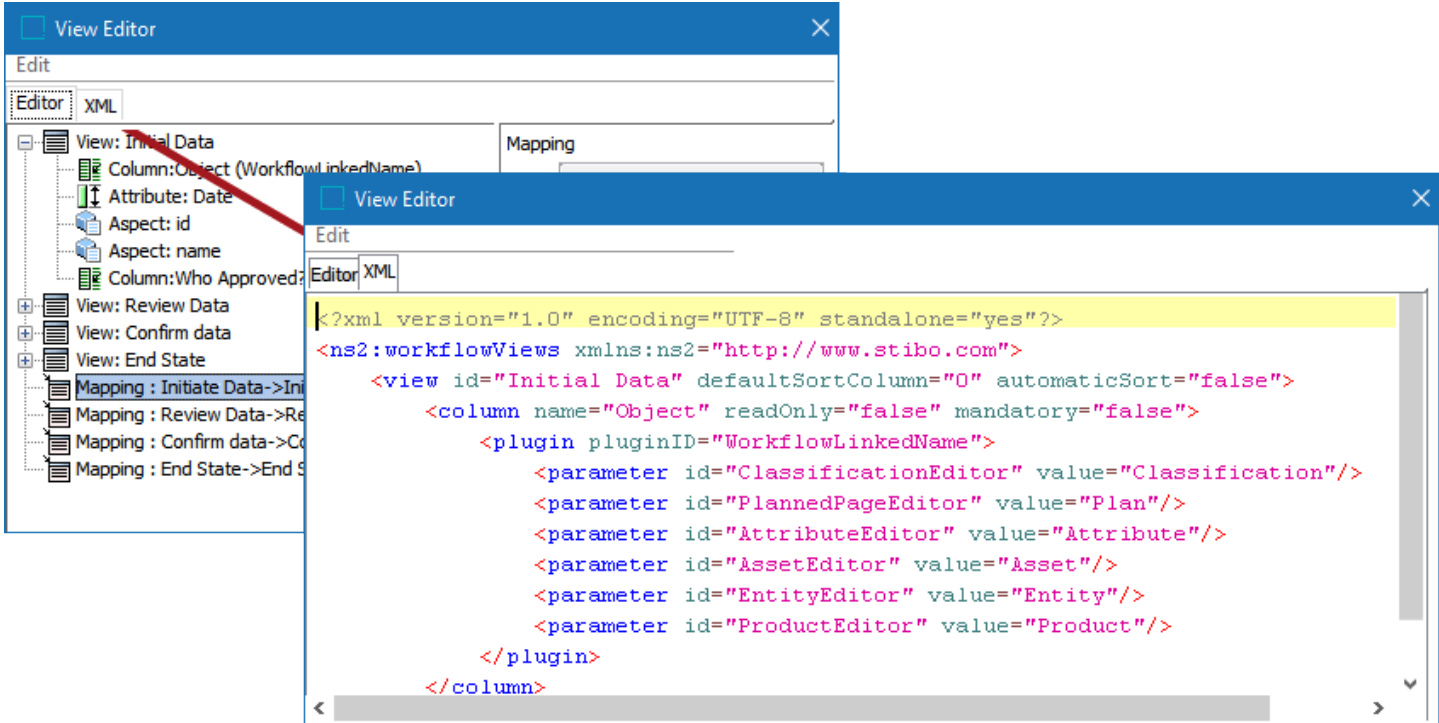 View Editor
Edit
Editor XML
View: Initial Data
Column:Object (WorkflowLinkedName)
Attribute: Date
Aspect: id
Aspect: name
Column:Who Approved?
View: Review Data
View: Confirm data
View: End State
Mapping : Initiate Data->Ini
Mapping : Review Data->Re
Mapping : Confirm data->Co
Mapping : End State->End S
Mapping
View Editor
Edit
Editor XML
<?xml version="1.0" encoding="UTF-8" standalone="yes"?>
<ns2:workflowViews xmlns:ns2="http://www.stibo.com">
<view id="Initial Data" defaultSortColumn="0" automaticSort="false">
<column name="Object" readOnly="false" mandatory="false">
<plugin pluginID="WorkflowLinkedName">
<parameter id="ClassificationEditor" value="Classification"/>
<parameter id="PlannedPageEditor" value="Plan"/>
<parameter id="AttributeEditor" value="Attribute"/>
<parameter id="AssetEditor" value="Asset"/>
<parameter id="EntityEditor" value="Entity"/>
<parameter id="ProductEditor" value="Product"/>
</plugin>
</column>